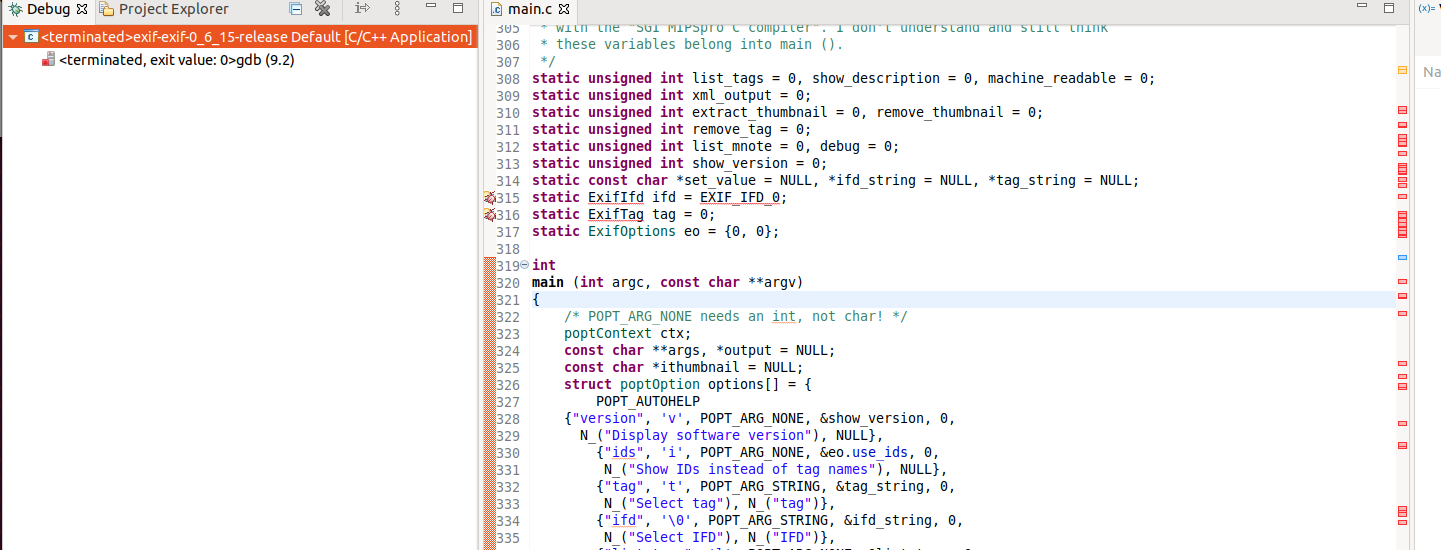 Debug
Project Explorer
main.c
(x)= V
<terminated>exif-exif-0_6_15-release Default [C/C++ Application]
<terminated, exit value: 0>gdb (9.2)
Na
305 * with the "SGI MIPSpro C compiler". I don't understand and still think
306 * these variables belong into main ().
307 */
308 static unsigned int list_tags = 0, show_description = 0, machine_readable = 0;
309 static unsigned int xml_output = 0;
310 static unsigned int extract_thumbnail = 0, remove_thumbnail = 0;
311 static unsigned int remove_tag = 0;
312 static unsigned int list_mnote = 0, debug = 0;
313 static unsigned int show_version = 0;
314 static const char *set_value = NULL, *ifd_string = NULL, *tag_string = NULL;
315 static ExifIfd ifd = EXIF_IFD_0;
316 static ExifTag tag = 0;
317 static ExifOptions eo = {0, 0};
318
319 int
320 main (int argc, const char **argv)
321 {
322 /* POPT_ARG_NONE needs an int, not char! */
323 poptContext ctx;
324 const char **args, *output = NULL;
325 const char *ithumbnail = NULL;
326 struct poptOption options[] = {
327 POPT_AUTOHELP
328 {"version", 'v', POPT_ARG_NONE, &show_version, 0,
329 N_("Display software version"), NULL},
330 {"ids", 'i', POPT_ARG_NONE, &eo.use_ids, 0,
331 N_("Show IDs instead of tag names"), NULL},
332 {"tag", 't', POPT_ARG_STRING, &tag_string, 0,
333 N_("Select tag"), N_("tag")},
334 {"ifd", '\0', POPT_ARG_STRING, &ifd_string, 0,
335 N_("Select IFD"), N_("IFD")},